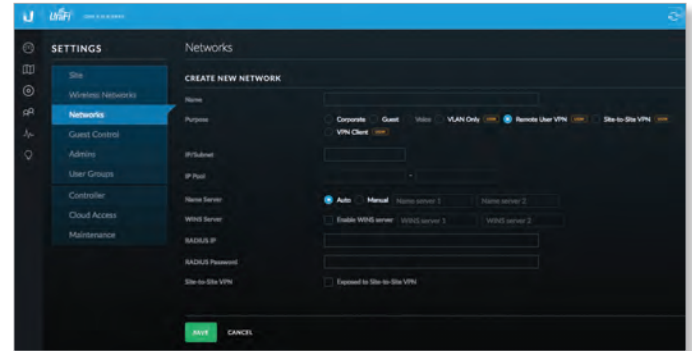 U UniFi
SETTINGS
Networks
Site
Wireless Networks
Networks
Guest Control
Admins
User Groups
Controller
Cloud Access
Maintenance
CREATE NEW NETWORK
Name
Purpose Corporate Guest Voice VLAN Only Remote User VPN Site-to-Site VPN
VPN Client
IP/Subnet
IP Pool -
Name Server Auto Manual Name server 1 Name server 2
WINS Server Enable WINS server WINS server 1 WINS server 2
RADIUS IP
RADIUS Password
Site-to-Site VPN Exposed to Site-to-Site VPN
SAVE CANCEL